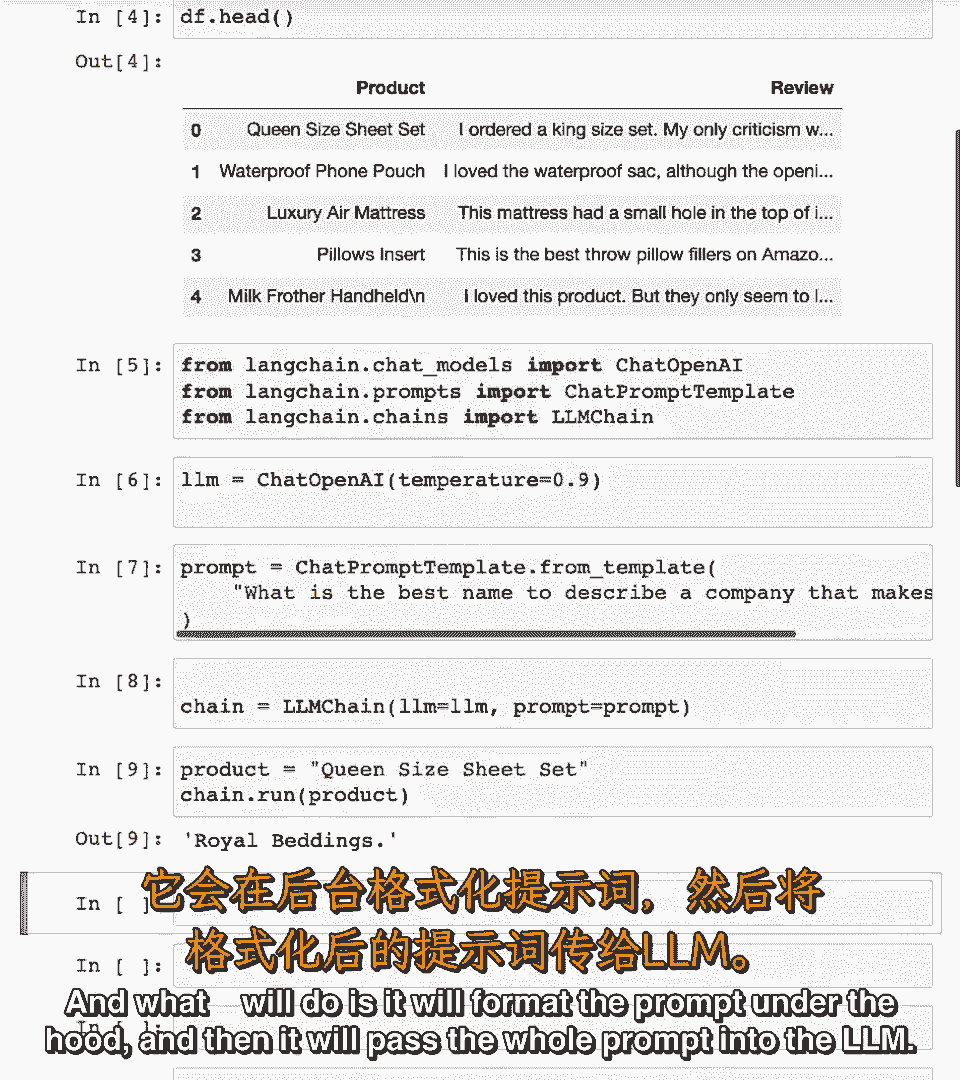 In [4]: df.head()
Out[4]:
Product Review
0 Queen Size Sheet Set I ordered a king size set. My only criticism w...
1 Waterproof Phone Pouch I loved the waterproof sac, although the openi...
2 Luxury Air Mattress This mattress had a small hole in the top of i...
3 Pillows Insert This is the best throw pillow fillers on Amazo...
4 Milk Frother Handheld\n I loved this product. But they only seem to l...
In [5]: from langchain.chat_models import ChatOpenAI
from langchain.prompts import ChatPromptTemplate
from langchain.chains import LLMChain
In [6]: llm = ChatOpenAI(temperature=0.9)
In [7]: prompt = ChatPromptTemplate.from_template(
"What is the best name to describe a company that makes
)
In [8]:
chain = LLMChain(llm=llm, prompt=prompt)
In [9]: product = "Queen Size Sheet Set"
chain.run(product)
Out[9]: 'Royal Beddings.'
In [ ]
它会在后台格式化提示词，然后将
In [ ]:
格式化后的提示词传给LLM。
And what will do is it will format the prompt under the
hood, and then it will pass the whole prompt into the LLM.